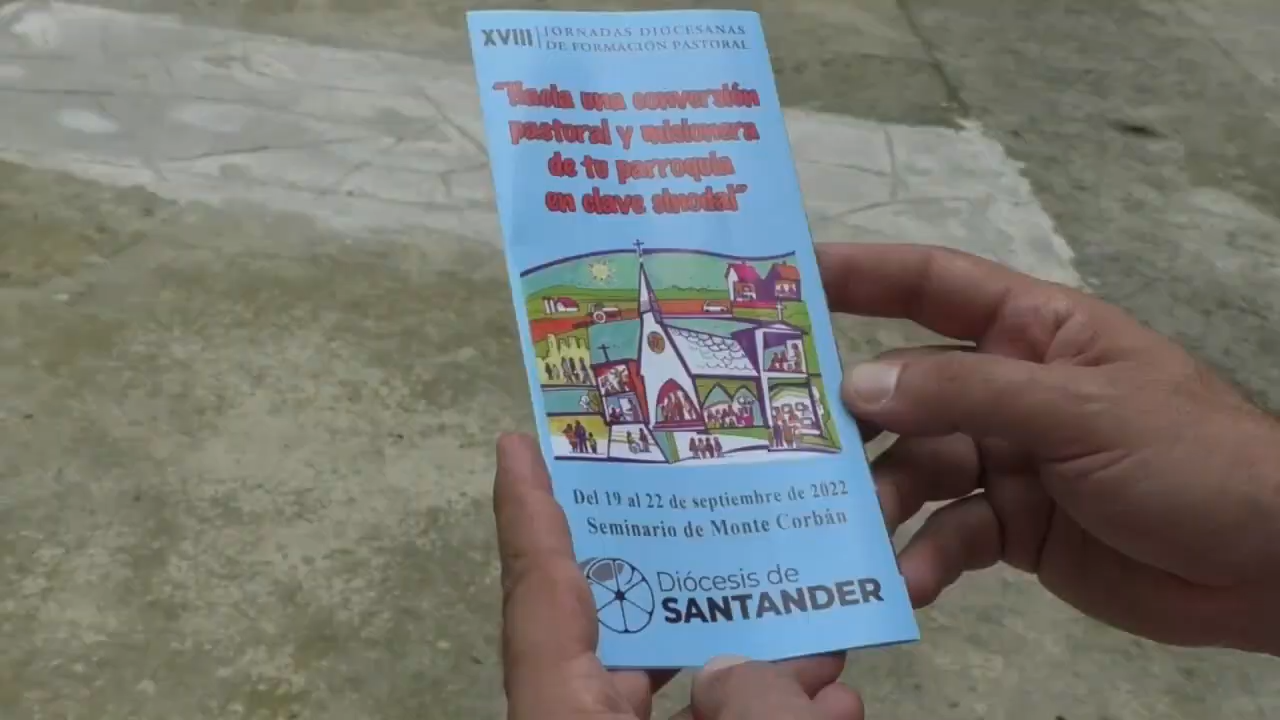 XVIII JORNADAS DIOCESANAS
DE FORMACIÓN PASTORAL
"Hacia una conversión
pastoral y misionera
de tu parroquia
en clave sinodal"
Del 19 al 22 de septiembre de 2022
Seminario de Monte Corbán
Diócesis de
SANTANDER